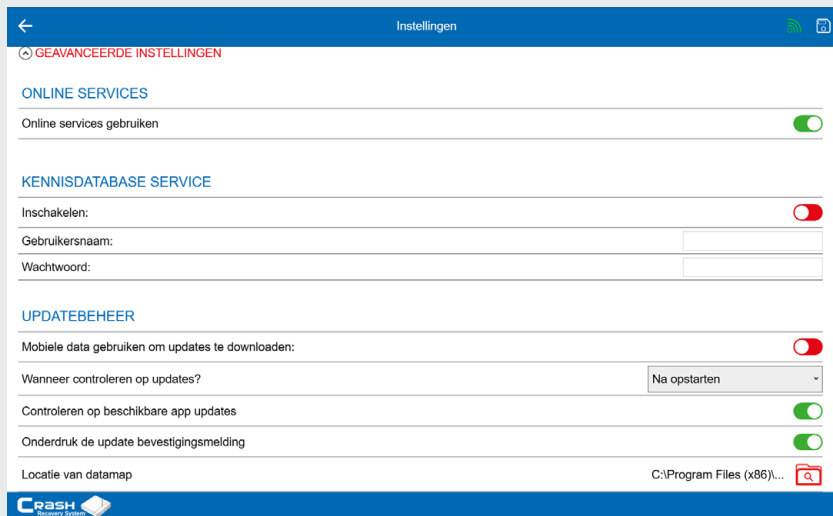 Instellingen
GEAVANCEERDE INSTELLINGEN
ONLINE SERVICES
Online services gebruiken
KENNISDATABASE SERVICE
Inschakelen:
Gebruikersnaam:
Wachtwoord:
UPDATEBEHEER
Mobiele data gebruiken om updates te downloaden:
Wanneer controleren op updates? Na opstarten
Controleren op beschikbare app updates
Onderdruk de update bevestigingsmelding
Locatie van datamap C:\Program Files (x86)\...
CRASH
Recovery System